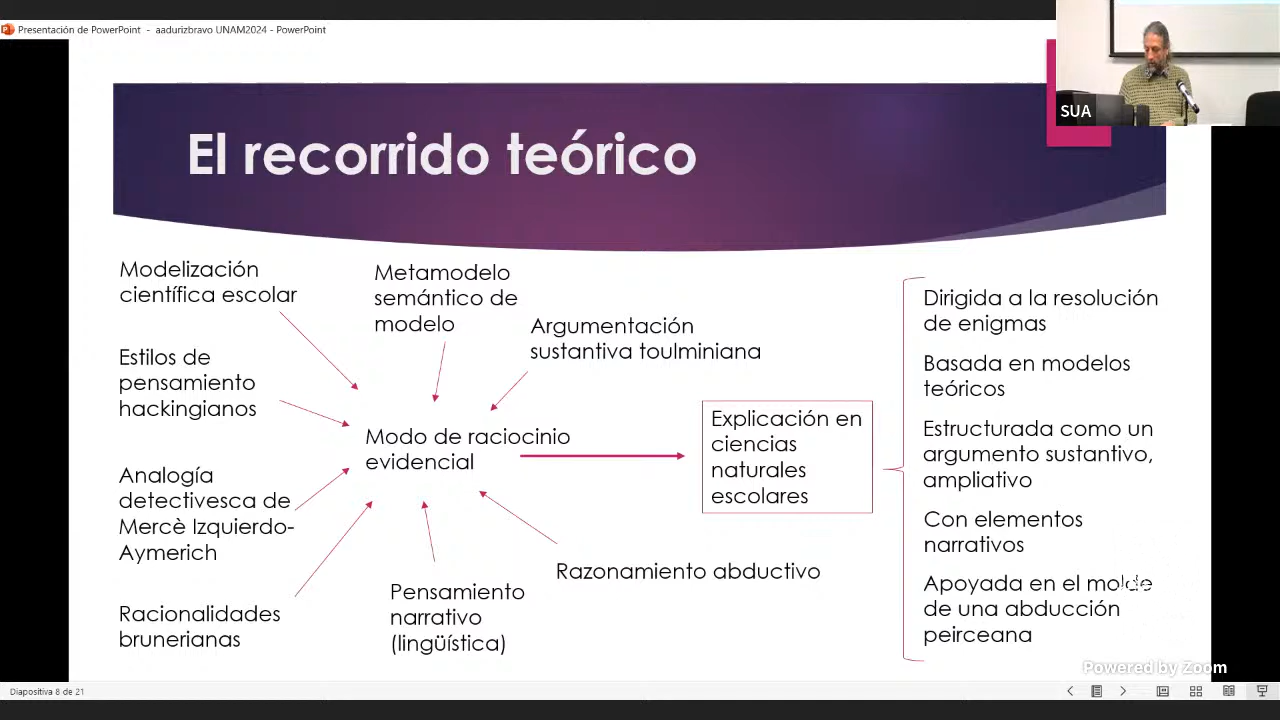 Presentación de PowerPoint - aadurizbravo UNAM2024 - PowerPoint
SUA
El recorrido teórico
Modelización
científica escolar
Metamodelo
semántico de
modelo
Argumentación
sustantiva toulminiana
Estilos de
pensamiento
hackingianos
Modo de raciocinio
evidencial
Analogía
detectivesca de
Mercè Izquierdo-
Aymerich
Racionalidades
brunerianas
Pensamiento
narrativo
(lingüística)
Razonamiento abductivo
Explicación en
ciencias
naturales
escolares
Dirigida a la resolución
de enigmas
Basada en modelos
teóricos
Estructurada como un
argumento sustantivo,
ampliativo
Con elementos
narrativos
Apoyada en el molde
de una abducción
peirceana
Powered by Zoom
Diapositiva 8 de 21